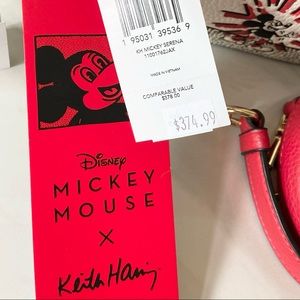 1 95031 39536 9
KH MICKEY SERENA
MADE IN VIETNAM
COMPARABLE VALUE
$378.00
$374.99
Disney
MICKEY
MOUSE
X
Keith Haring